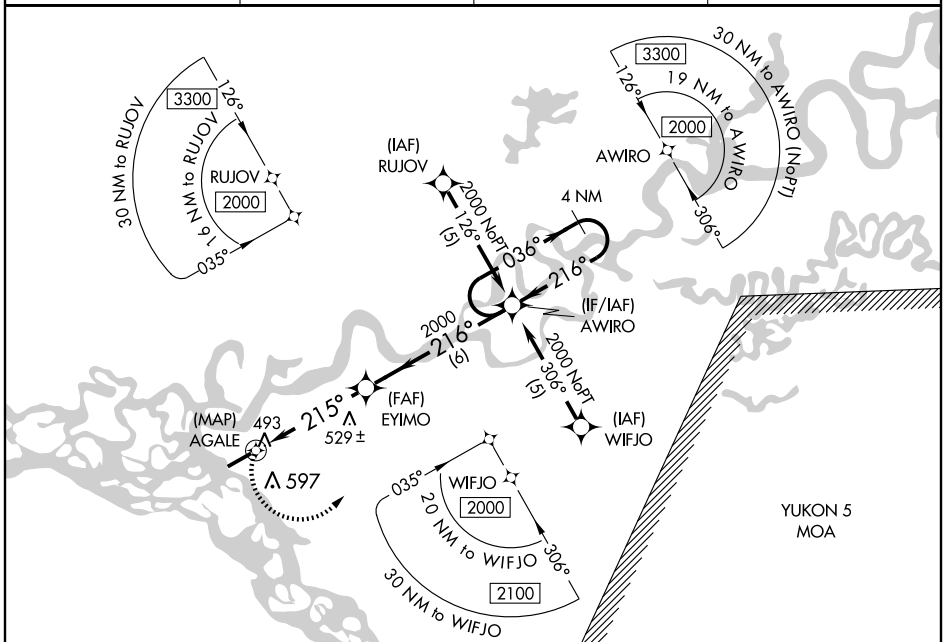 30 NM to RUJOV
3300
126°
16 NM to RUJOV
RUJOV
2000
035°
(IAF)
RUJOV
2000 NoPT
126°
(5)
4 NM
036°
216°
(IF/IAF)
AWIRO
30 NM to AWIRO (NoPT)
3300
126°
19 NM to AWIRO
2000
AWIRO
306°
2000
216°
(6)
2000 NoPT
306°
(5)
(IAF)
WIFJO
(FAF)
EYIMO
215°
529 ±
(MAP)
AGALE
493
597
035°
WIFJO
2000
20 NM to WIFJO
306°
2100
30 NM to WIFJO
YUKON 5
MOA